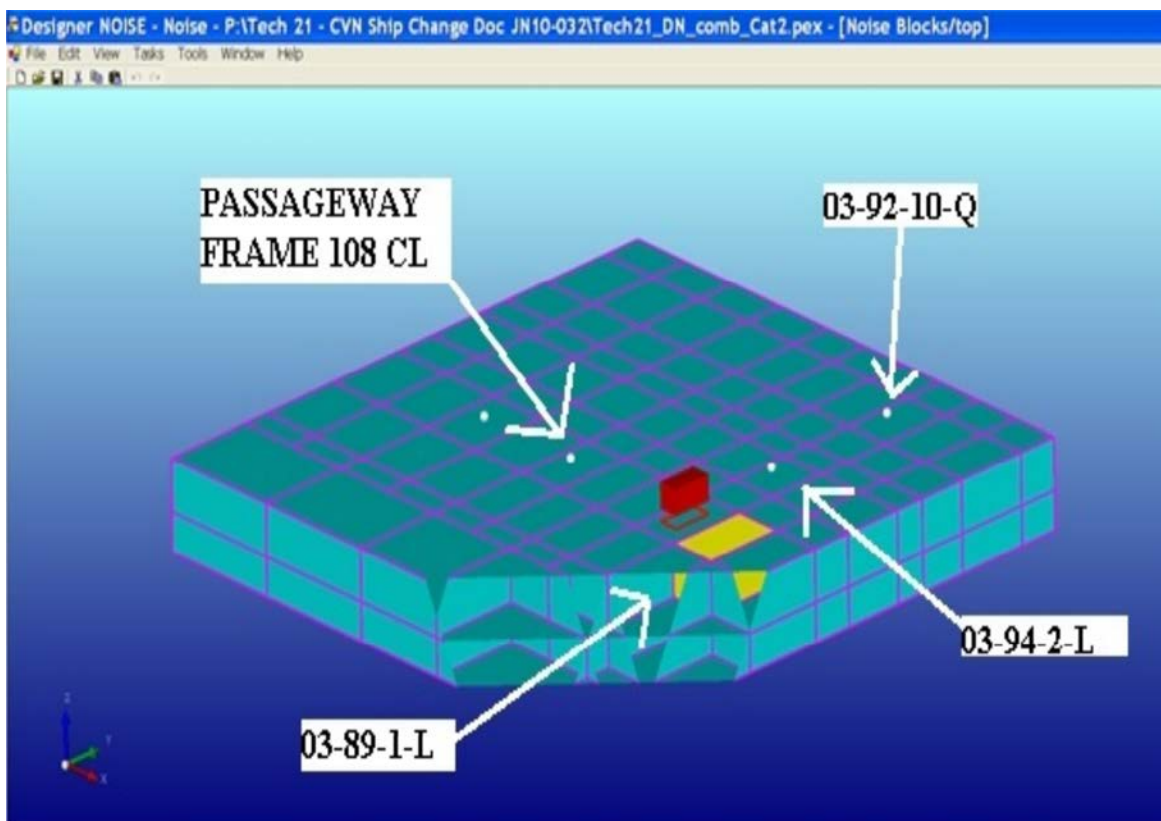 Designer NOISE - Noise - P:\Tech 21 - CVN Ship Change Doc JN10-032\Tech21_DN_comb_Cat2.pex - [Noise Blocks/top]
File Edit View Tasks Tools Window Help
PASSAGEWAY
FRAME 108 CL
03-92-10-Q
03-94-2-L
03-89-1-L
Z
Y
X